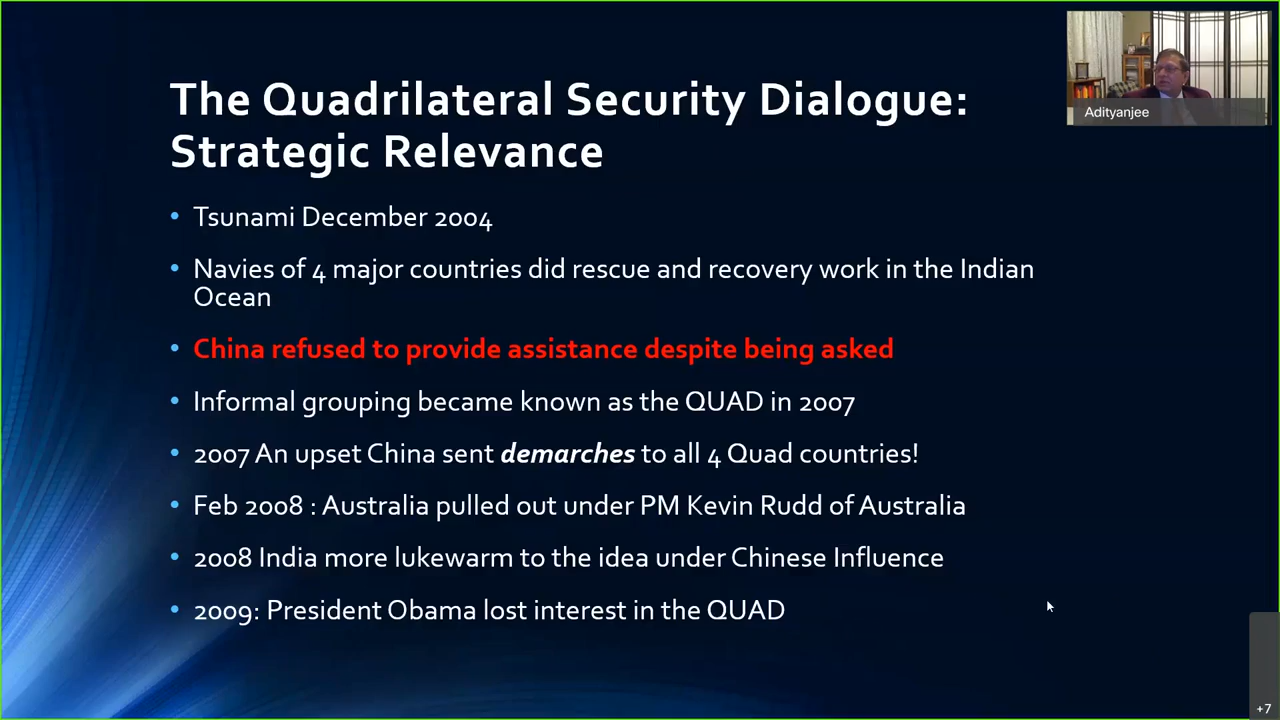 The Quadrilateral Security Dialogue:
Strategic Relevance
Adityanjee
• Tsunami December 2004
• Navies of 4 major countries did rescue and recovery work in the Indian
Ocean
• China refused to provide assistance despite being asked
• Informal grouping became known as the QUAD in 2007
• 2007 An upset China sent demarches to all 4 Quad countries!
• Feb 2008 : Australia pulled out under PM Kevin Rudd of Australia
• 2008 India more lukewarm to the idea under Chinese Influence
• 2009: President Obama lost interest in the QUAD
+7